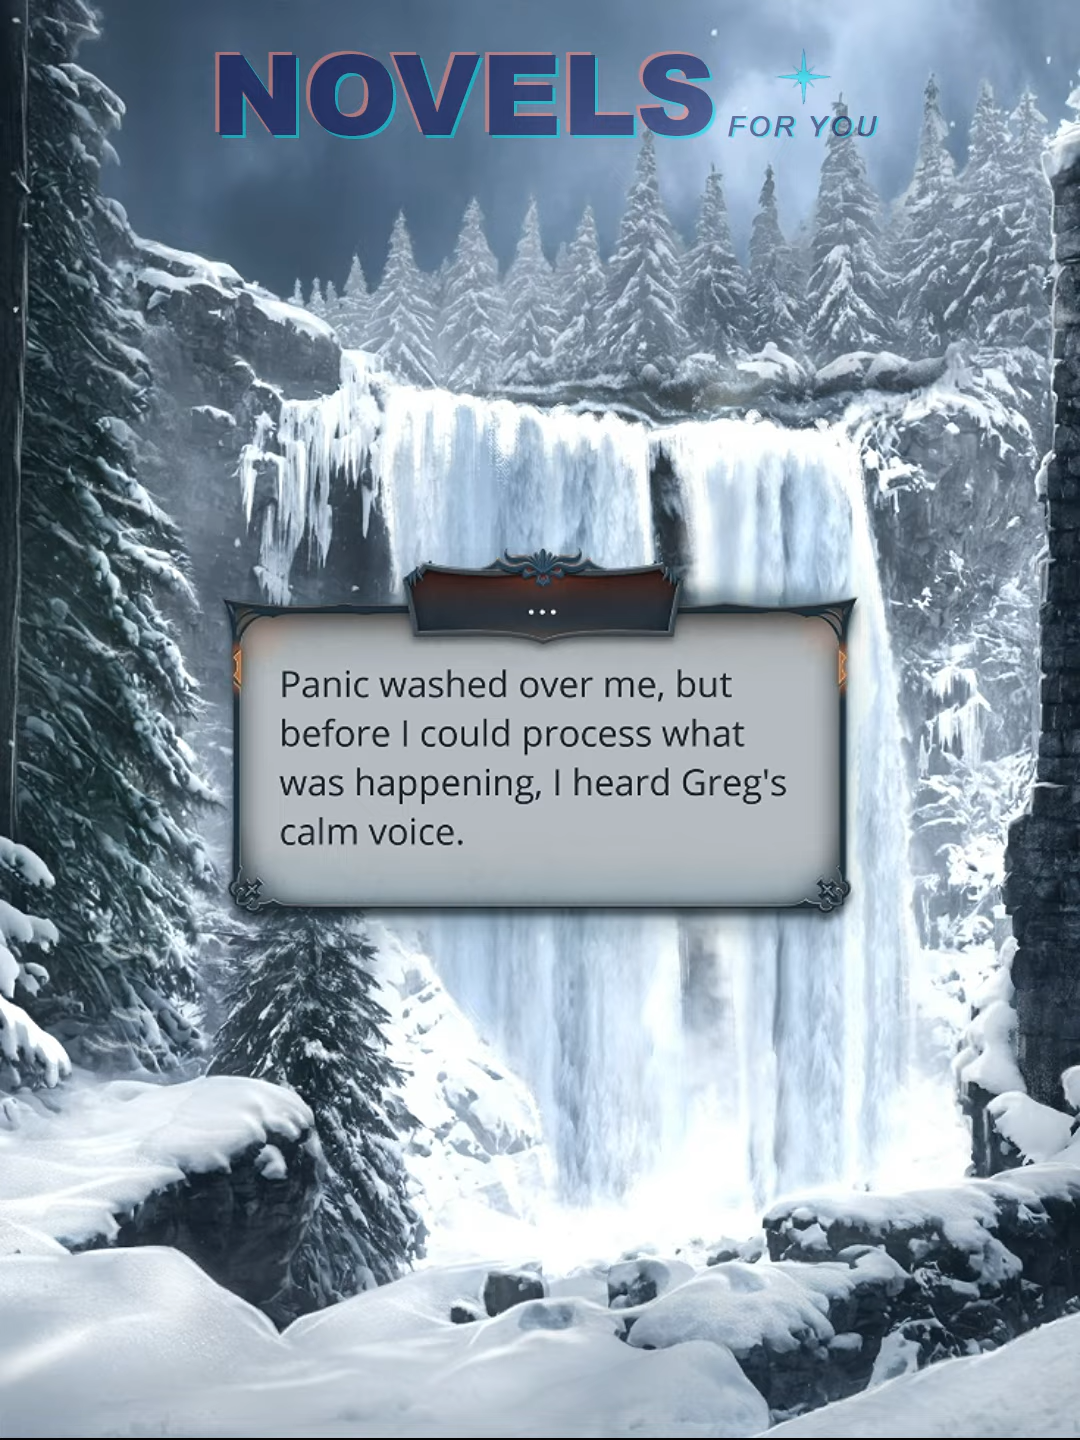 NOVELS
FOR YOU
...
Panic washed over me, but
before I could process what
was happening, I heard Greg's
calm voice.